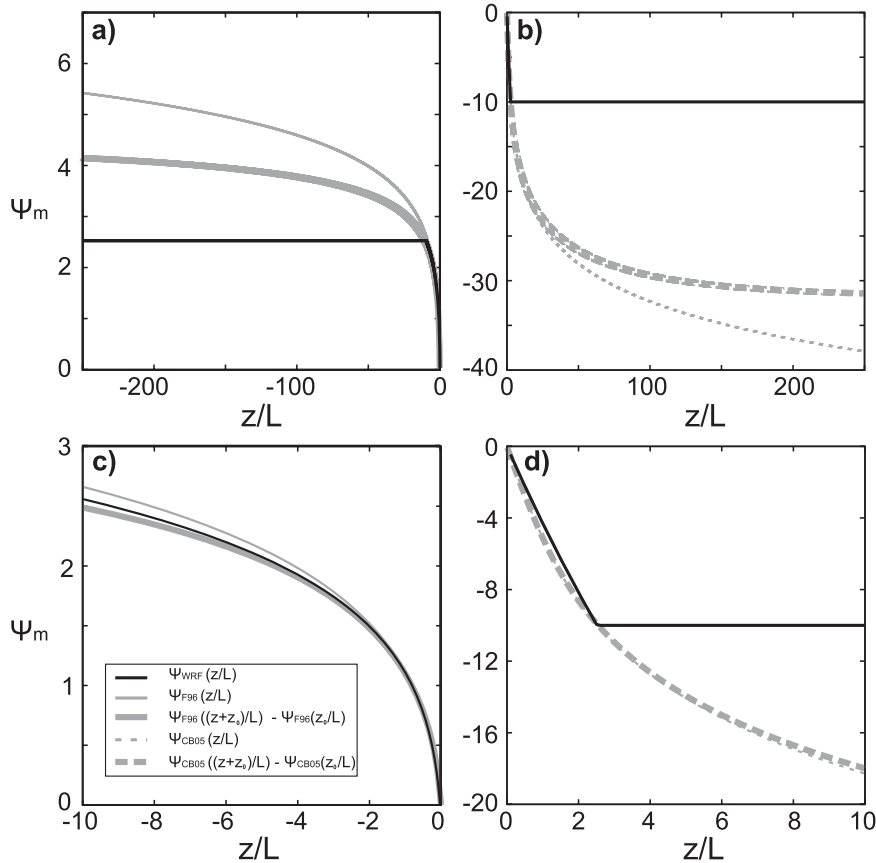 a)
6
4
2
0
Ψm
-200
-100
0
z/L
b)
0
-10
-20
-30
-40
0
100
200
z/L
c)
3
2
1
0
Ψm
-10
-8
-6
-4
-2
0
z/L
ΨWRF (z/L)
ΨF96 (z/L)
ΨF96 ((z+z₀)/L) - ΨF96(z₀/L)
ΨCB05 (z/L)
ΨCB05 ((z+z₀)/L) - ΨCB05(z₀/L)
d)
0
-4
-8
-12
-16
-20
0
2
4
6
8
10
z/L